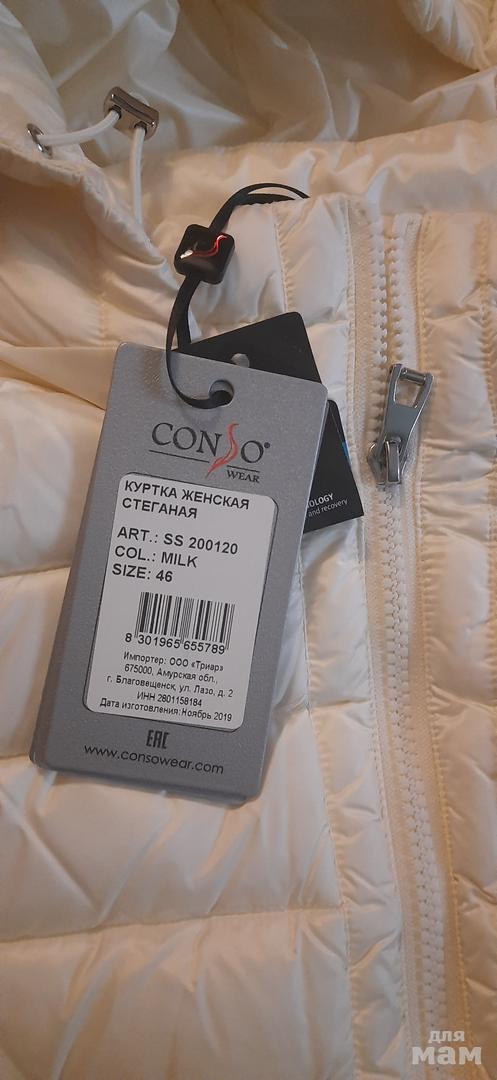 CONSO®
WEAR
КУРТКА ЖЕНСКАЯ
СТЕГАНАЯ
ART.: SS 200120
COL.: MILK
SIZE: 46
8 301965 655789
Импортер: ООО «Триар»
675000, Амурская обл.,
г. Благовещенск, ул. Лазо, д. 2
ИНН 2801158184
Дата изготовления: Ноябрь 2019
EAC
www.consowear.com
OLOGY
and recovery
для
мам